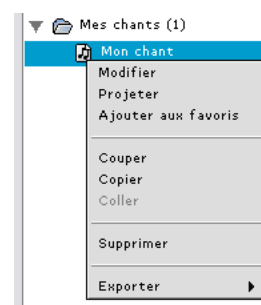 Mes chants (1)
Mon chant
Modifier
Projeter
Ajouter aux favoris
Couper
Copier
Coller
Supprimer
Exporter